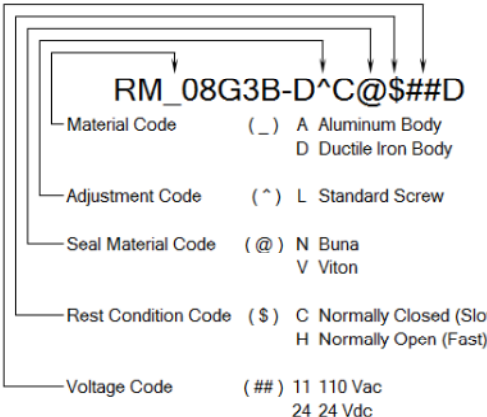 RM_08G3B-D^C@$##D
Material Code ( _ ) A Aluminum Body
D Ductile Iron Body
Adjustment Code ( ^ ) L Standard Screw
Seal Material Code ( @ ) N Buna
V Viton
Rest Condition Code ( $ ) C Normally Closed (Slo
H Normally Open (Fast)
Voltage Code ( ## ) 11 110 Vac
24 24 Vdc